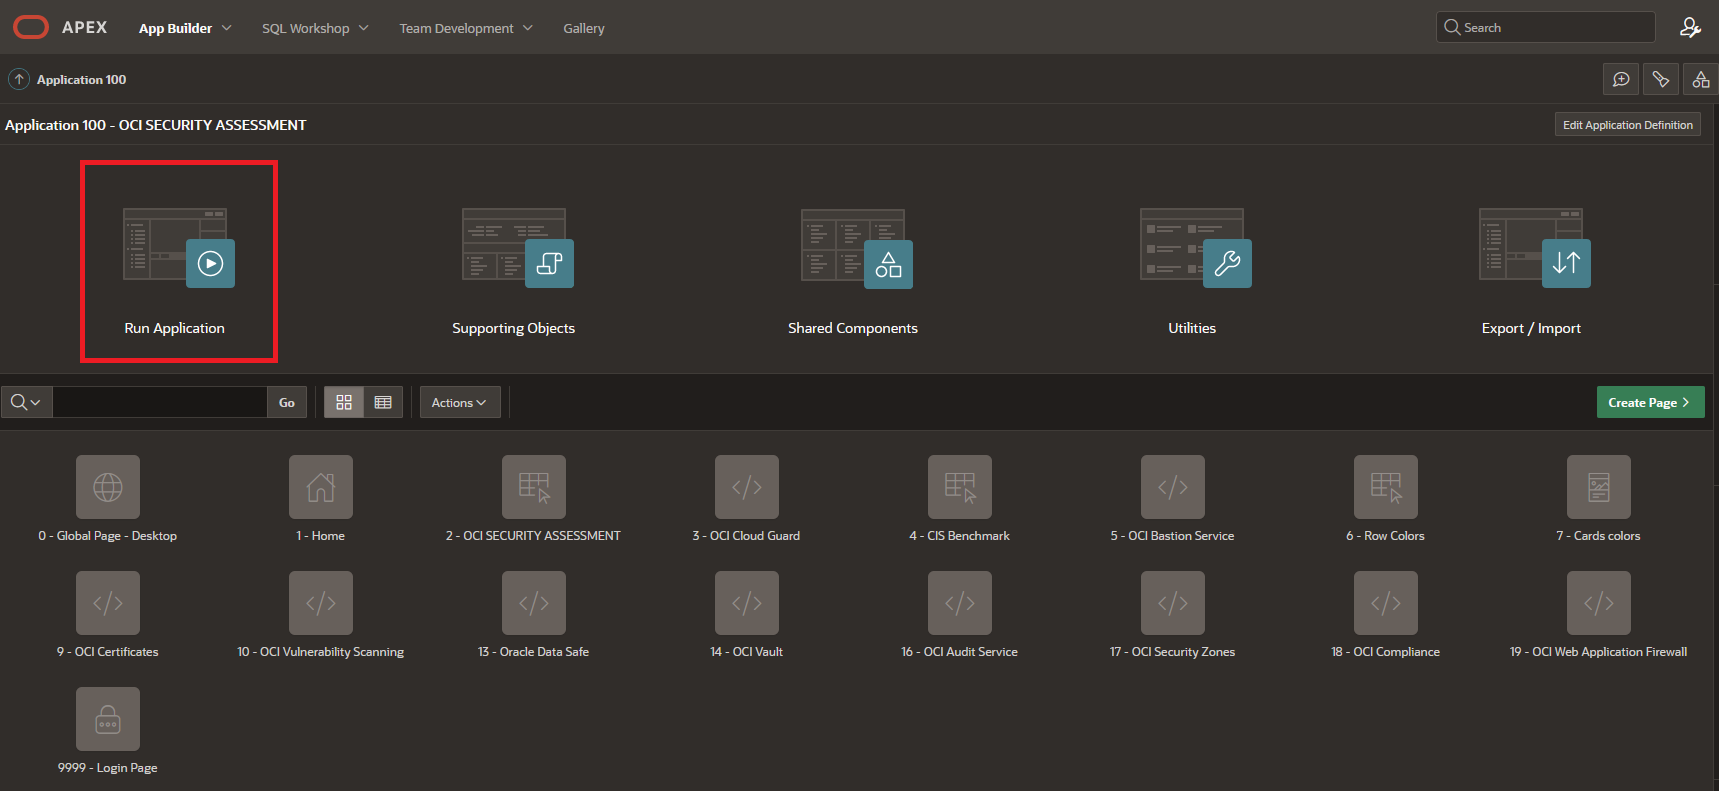 APEX App Builder SQL Workshop Team Development Gallery Search
Application 100
Application 100 - OCI SECURITY ASSESSMENT Edit Application Definition
Run Application Supporting Objects Shared Components Utilities Export / Import
Go Actions Create Page
0 - Global Page - Desktop 1 - Home 2 - OCI SECURITY ASSESSMENT 3 - OCI Cloud Guard 4 - CIS Benchmark 5 - OCI Bastion Service 6 - Row Colors 7 - Cards colors
9 - OCI Certificates 10 - OCI Vulnerability Scanning 13 - Oracle Data Safe 14 - OCI Vault 16 - OCI Audit Service 17 - OCI Security Zones 18 - OCI Compliance 19 - OCI Web Application Firewall
9999 - Login Page